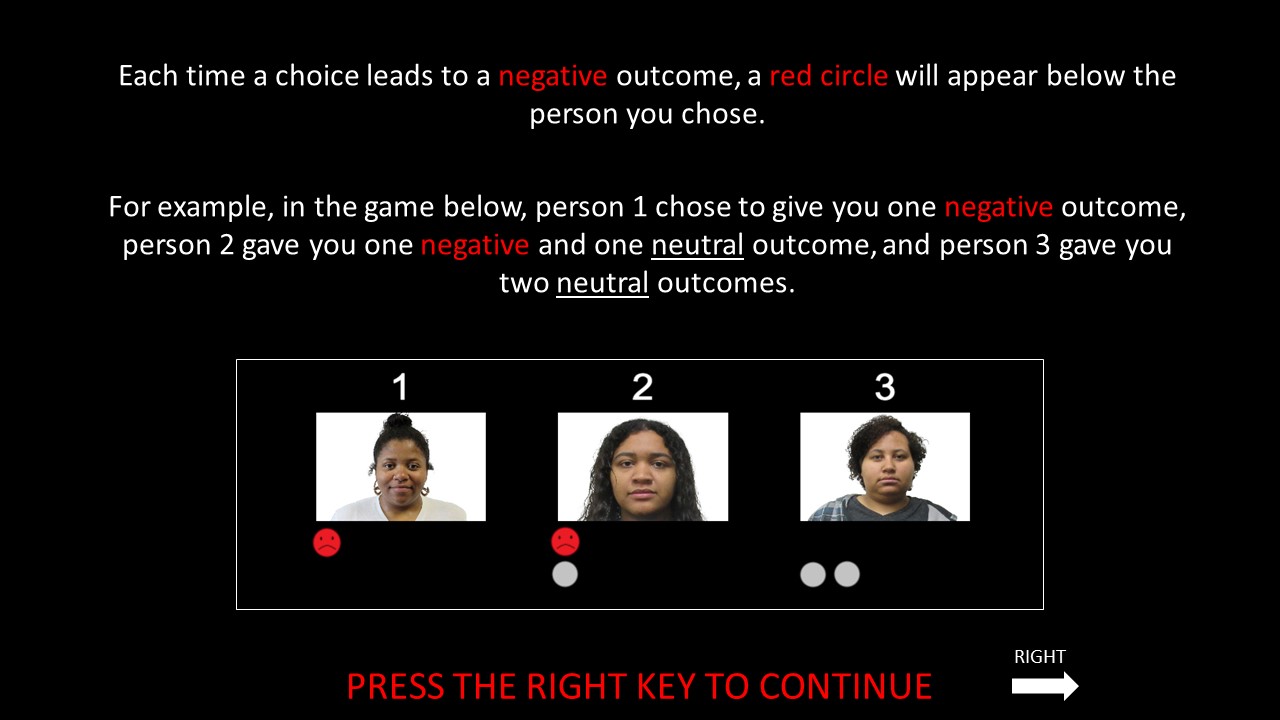 Each time a choice leads to a negative outcome, a red circle will appear below the
person you chose.
For example, in the game below, person 1 chose to give you one negative outcome,
person 2 gave you one negative and one neutral outcome, and person 3 gave you
two neutral outcomes.
1 2 3
RIGHT
PRESS THE RIGHT KEY TO CONTINUE